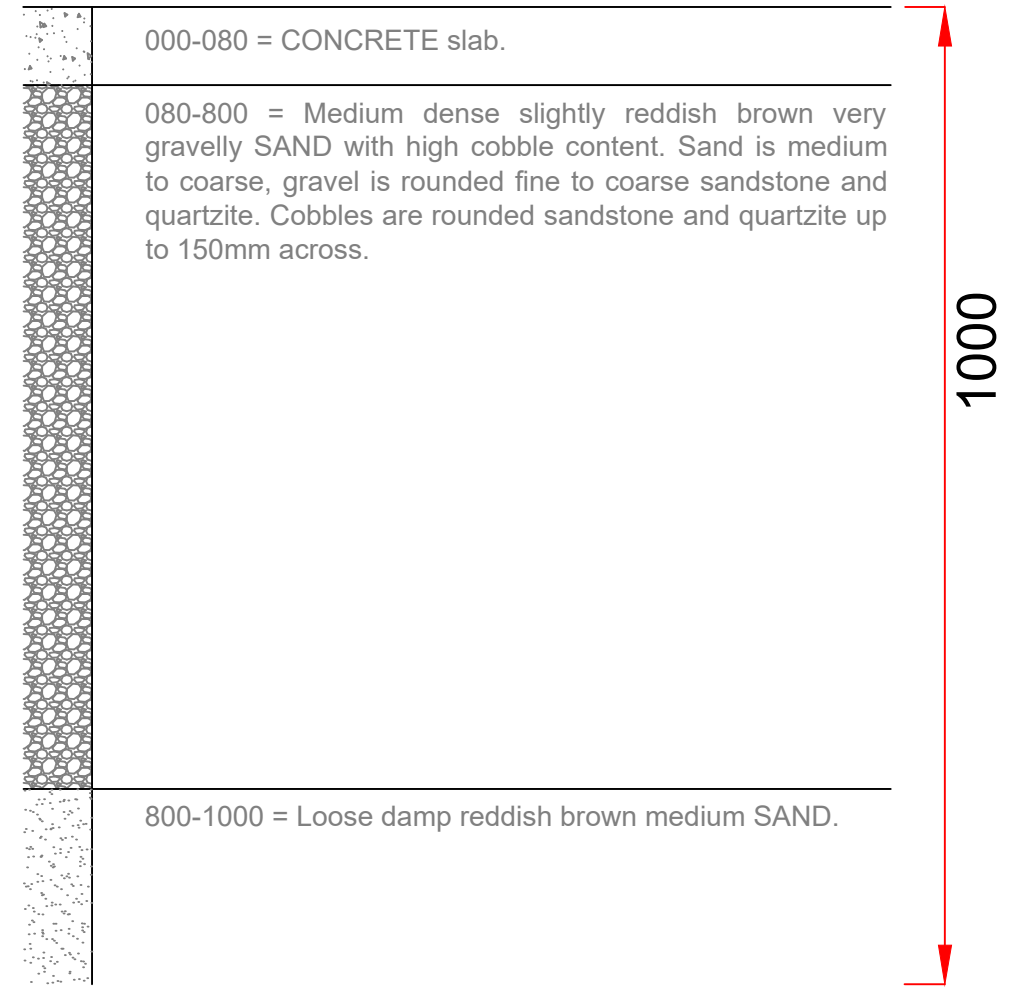 000-080 = CONCRETE slab.
080-800 = Medium dense slightly reddish brown very
gravelly SAND with high cobble content. Sand is medium
to coarse, gravel is rounded fine to coarse sandstone and
quartzite. Cobbles are rounded sandstone and quartzite up
to 150mm across.
1000
800-1000 = Loose damp reddish brown medium SAND.